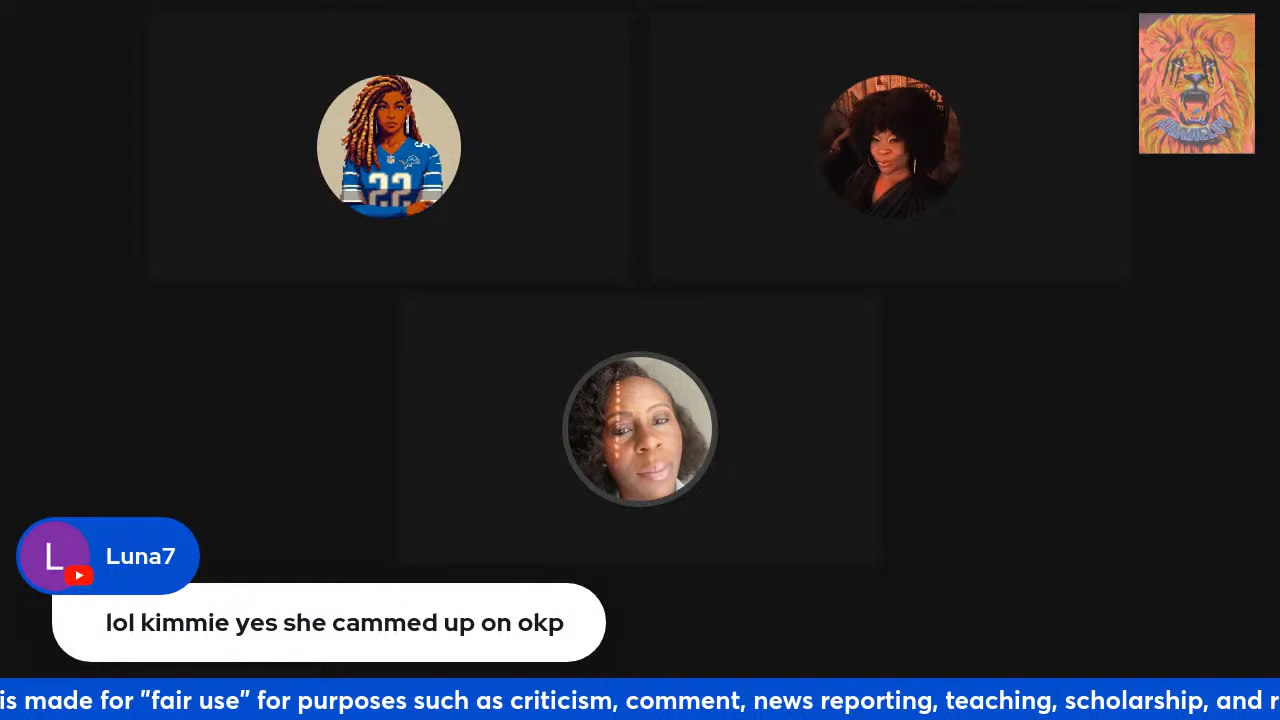 22
L
Luna7
lol kimmie yes she cammed up on okp
is made for "fair use" for purposes such as criticism, comment, news reporting, teaching, scholarship, and r